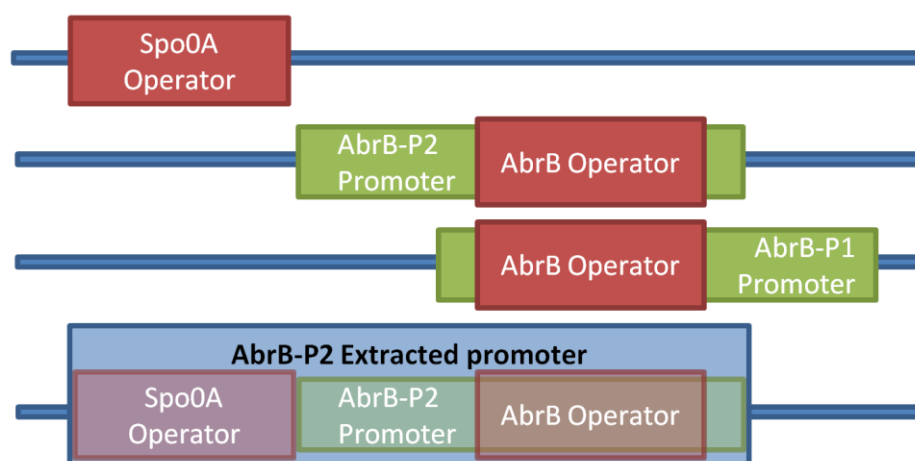 Spo0A
Operator
AbrB-P2
Promoter
AbrB Operator
AbrB Operator
AbrB-P1
Promoter
AbrB-P2 Extracted promoter
Spo0A
Operator
AbrB-P2
Promoter
AbrB Operator